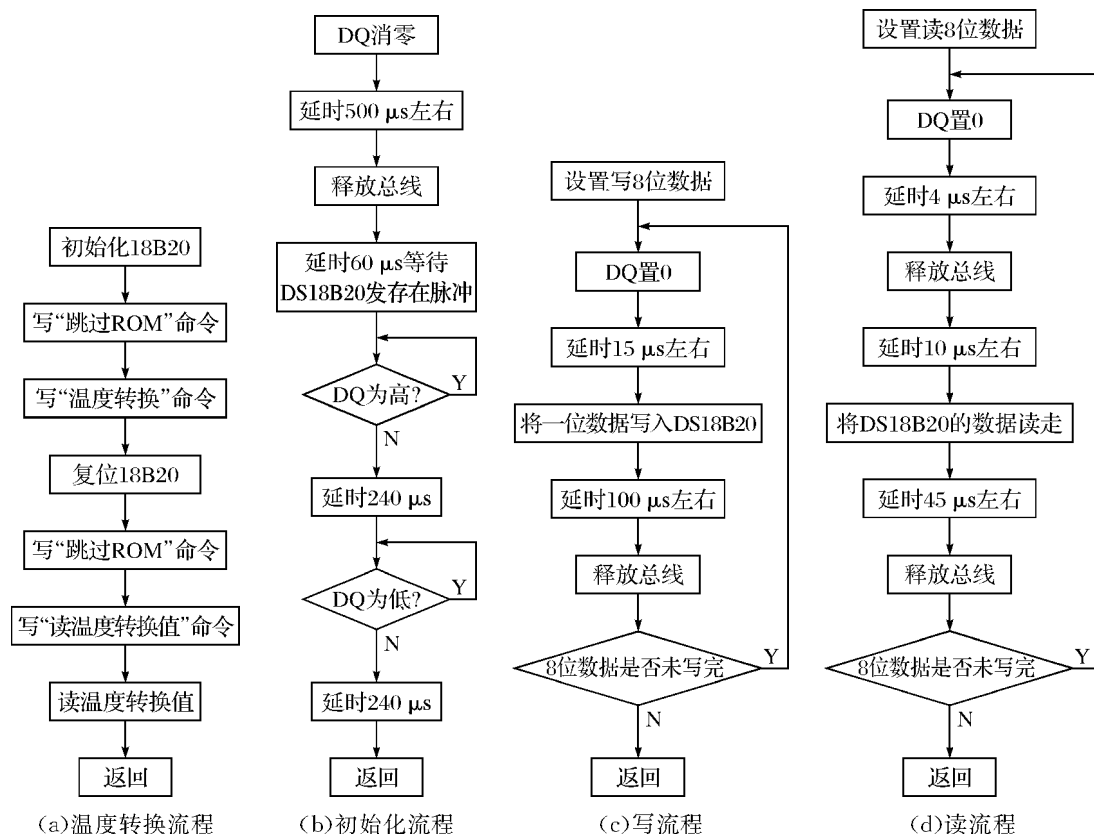 初始化18B20
写“跳过ROM”命令
写“温度转换”命令
复位18B20
写“跳过ROM”命令
写“读温度转换值”命令
读温度转换值
返回
(a)温度转换流程
DQ消零
延时500 μs左右
释放总线
延时60 μs等待
DS18B20发存在脉冲
DQ为高?
Y
N
延时240 μs
DQ为低?
Y
N
延时240 μs
返回
(b)初始化流程
设置写8位数据
DQ置0
延时15 μs左右
将一位数据写入DS18B20
延时100 μs左右
释放总线
8位数据是否未写完
Y
N
返回
(c)写流程
设置读8位数据
DQ置0
延时4 μs左右
释放总线
延时10 μs左右
将DS18B20的数据读走
延时45 μs左右
释放总线
8位数据是否未写完
Y
N
返回
(d)读流程